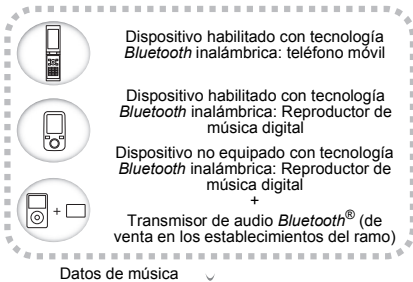 Dispositivo habilitado con tecnología
Bluetooth inalámbrica: teléfono móvil
Dispositivo habilitado con tecnología
Bluetooth inalámbrica: Reproductor de
música digital
Dispositivo no equipado con tecnología
Bluetooth inalámbrica: Reproductor de
música digital
+
+
Transmisor de audio Bluetooth® (de
venta en los establecimientos del ramo)
Datos de música